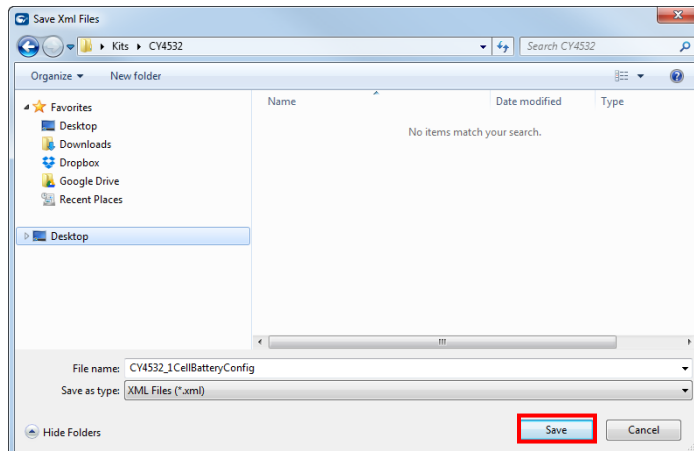 Save Xml Files
Kits CY4532 Search CY4532
Organize New folder
Favorites
Desktop
Downloads
Dropbox
Google Drive
Recent Places
Desktop
Name Date modified Type
No items match your search.
File name: CY4532_1CellBatteryConfig
Save as type: XML Files (*.xml)
Hide Folders Save Cancel